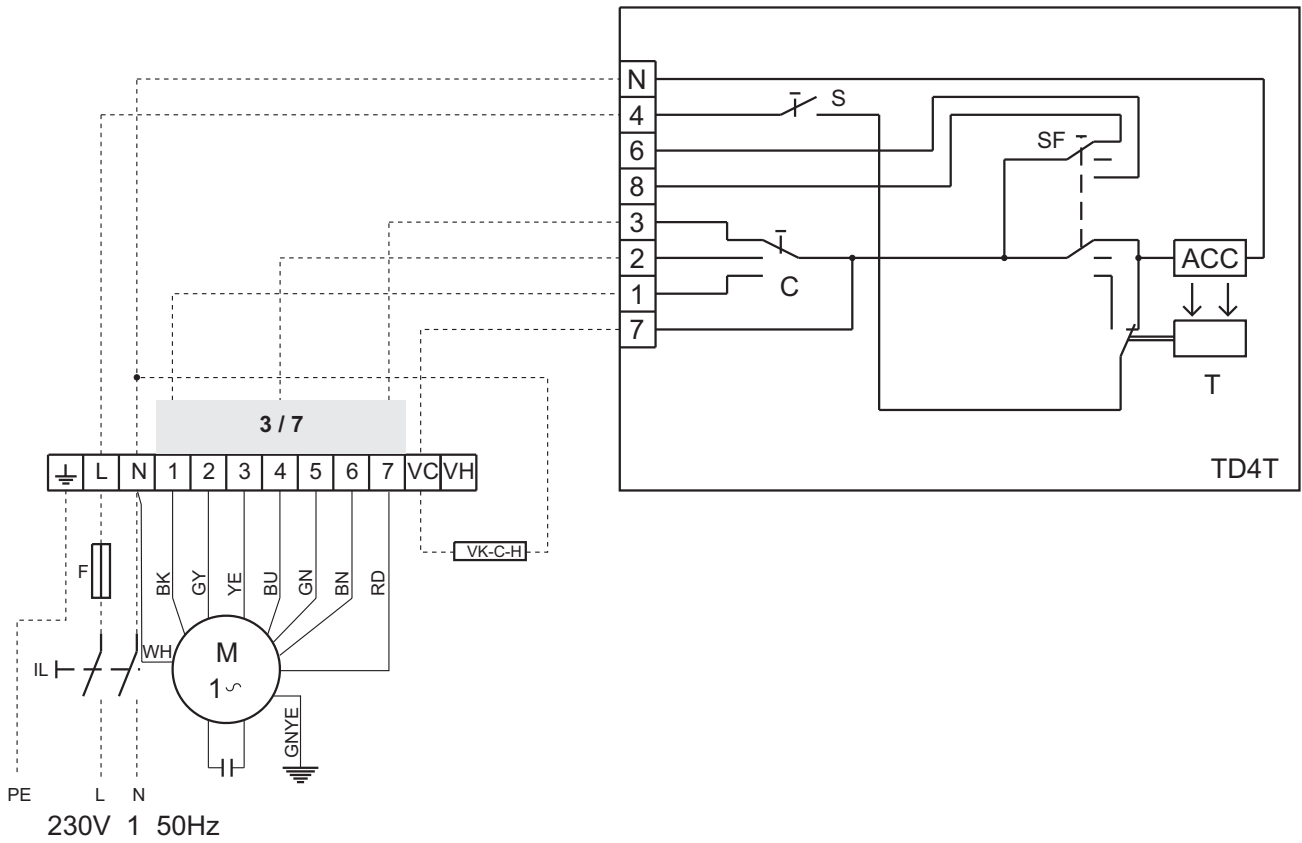 N
4
6
8
3
2
1
7
S
SF
C
ACC
T
TD4T
3 / 7
L N 1 2 3 4 5 6 7 VC VH
F
BK GY YE BU GN BN RD
VK-C-H
WH
M
1~
IL
GNYE
PE L N
230V 1 50Hz